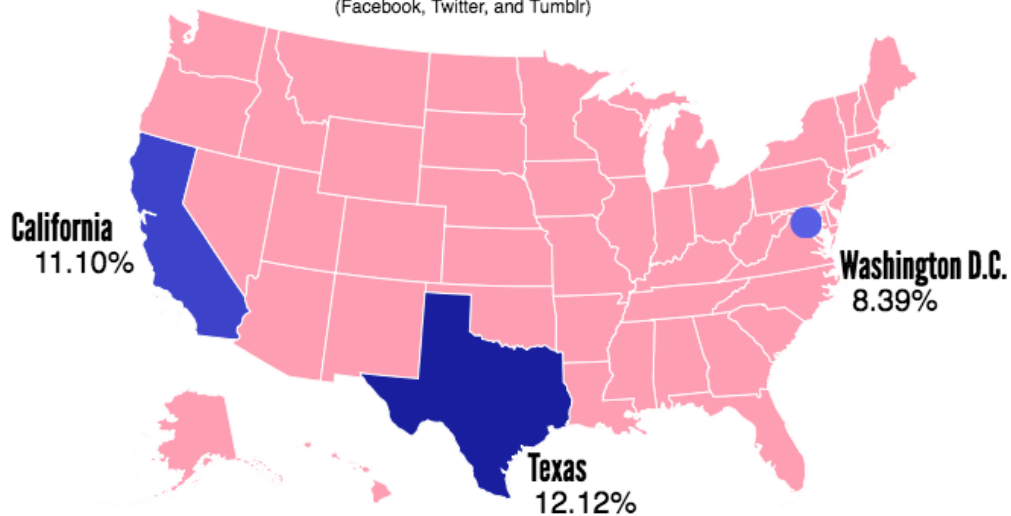 (Facebook, Twitter, and Tumblr)
California
11.10%
Washington D.C.
8.39%
Texas
12.12%